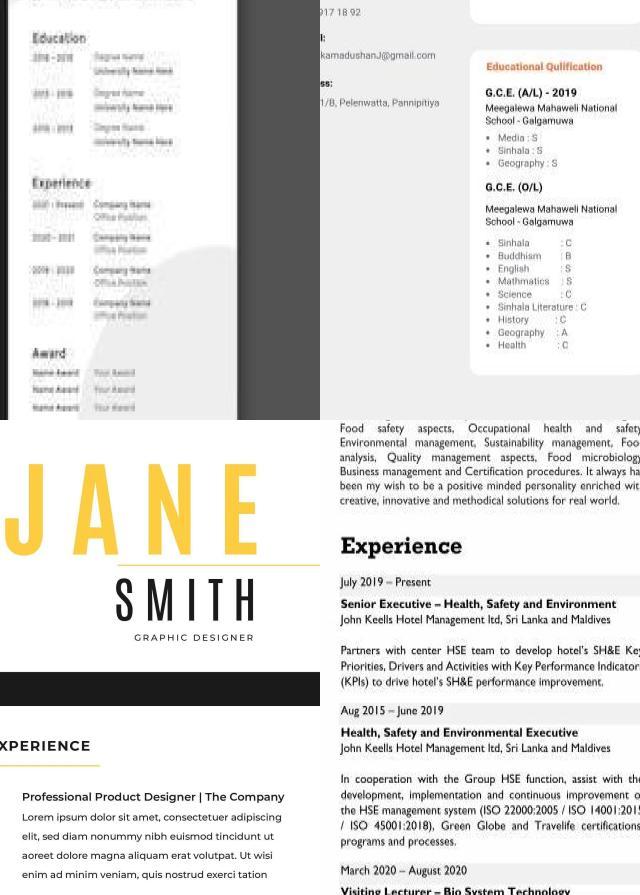 Education
2018 - 2019 Degree Name
University Name Here
2015 - 2018 Degree Name
University Name Here
Degree Name
University Name Here
Experience
2021 - Present Company Name
Office Position
2020 - 2021 Company Name
Office Position
2019 - 2020 Company Name
Office Position
2018 - 2019 Company Name
Office Position
Award
Name Award Your Award
Name Award Your Award
Name Award Your Award
917 18 92
l:
kamadushanJ@gmail.com
ss:
1/B, Pelenwatta, Pannipitiya
Educational Qulification
G.C.E. (A/L) - 2019
Meegalewa Mahaweli National
School - Galgamuwa
• Media : S
• Sinhala : S
• Geography : S
G.C.E. (O/L)
Meegalewa Mahaweli National
School - Galgamuwa
• Sinhala : C
• Buddhism : B
• English : S
• Mathmatics : S
• Science : C
• Sinhala Literature : C
• History : C
• Geography : A
• Health : C
JANE
SMITH
GRAPHIC DESIGNER
XPERIENCE
Professional Product Designer | The Company
Lorem ipsum dolor sit amet, consectetuer adipiscing
elit, sed diam nonummy nibh euismod tincidunt ut
aoreet dolore magna aliquam erat volutpat. Ut wisi
enim ad minim veniam, quis nostrud exerci tation
Food safety aspects, Occupational health and safety
Environmental management, Sustainability management, Foo
analysis, Quality management aspects, Food microbiology
Business management and Certification procedures. It always ha
been my wish to be a positive minded personality enriched wit
creative, innovative and methodical solutions for real world.
Experience
July 2019 – Present
Senior Executive – Health, Safety and Environment
John Keells Hotel Management ltd, Sri Lanka and Maldives
Partners with center HSE team to develop hotel's SH&E Key
Priorities, Drivers and Activities with Key Performance Indicator
(KPIs) to drive hotel's SH&E performance improvement.
Aug 2015 – June 2019
Health, Safety and Environmental Executive
John Keells Hotel Management ltd, Sri Lanka and Maldives
In cooperation with the Group HSE function, assist with the
development, implementation and continuous improvement o
the HSE management system (ISO 22000:2005 / ISO 14001:2015
/ ISO 45001:2018), Green Globe and Travelife certifications
programs and processes.
March 2020 – August 2020
Visiting Lecturer – Bio System Technology